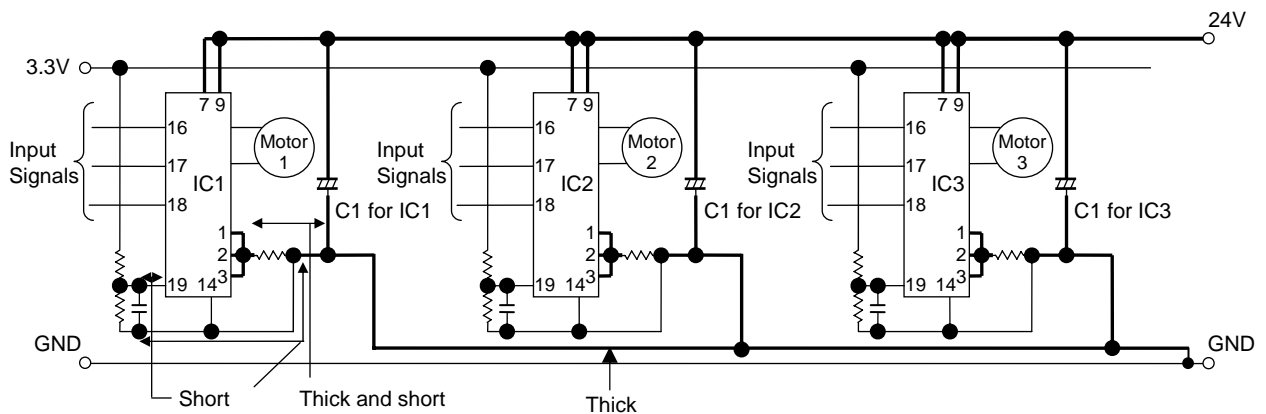 24V
3.3V
7 9
7 9
7 9
Input
Signals
16
17
18
IC1
Motor
1
C1 for IC1
1
2
3
19
14
Input
Signals
16
17
18
IC2
Motor
2
C1 for IC2
1
2
3
19
14
Input
Signals
16
17
18
IC3
Motor
3
C1 for IC3
1
2
3
19
14
GND
GND
Short
Thick and short
Thick